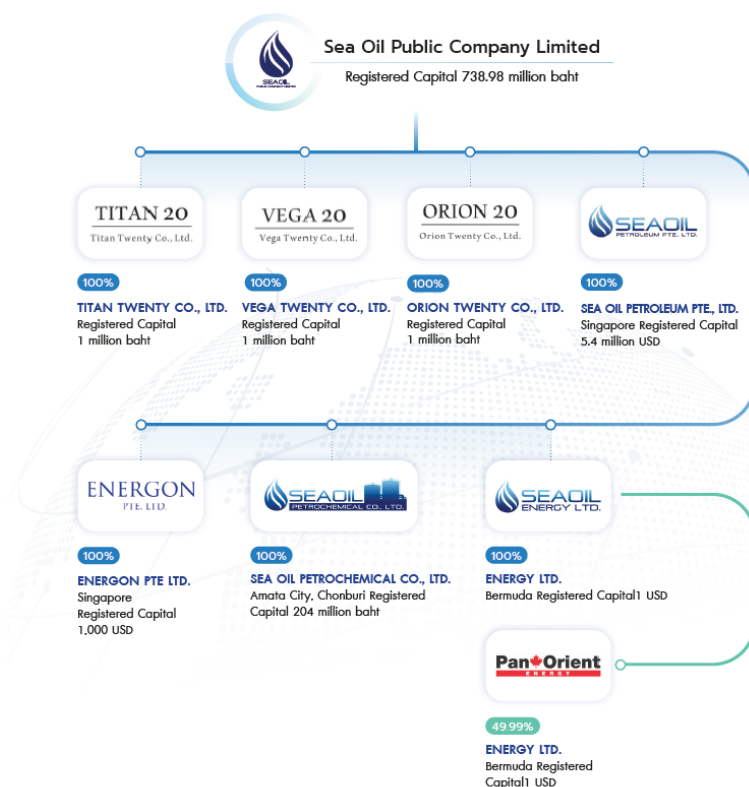 Sea Oil Public Company Limited
SEAOIL
PUBLIC COMPANY LIMITED
Registered Capital 738.98 million baht
TITAN 20
Titan Twenty Co., Ltd.
VEGA 20
Vega Twenty Co., Ltd.
ORION 20
Orion Twenty Co., Ltd.
SEAOIL
PETROLEUM PTE. LTD.
100%
TITAN TWENTY CO., LTD.
Registered Capital
1 million baht
100%
VEGA TWENTY CO., LTD.
Registered Capital
1 million baht
100%
ORION TWENTY CO., LTD.
Registered Capital
1 million baht
100%
SEA OIL PETROLEUM PTE., LTD.
Singapore Registered Capital
5.4 million USD
ENERGON
PTE. LTD.
SEAOIL
PETROCHEMICAL CO., LTD.
SEAOIL
ENERGY LTD.
100%
ENERGON PTE LTD.
Singapore
Registered Capital
1,000 USD
100%
SEA OIL PETROCHEMICAL CO., LTD.
Amata City, Chonburi Registered
Capital 204 million baht
100%
ENERGY LTD.
Bermuda Registered Capital1 USD
Pan Orient
ENERGY
49.99%
ENERGY LTD.
Bermuda Registered
Capital1 USD